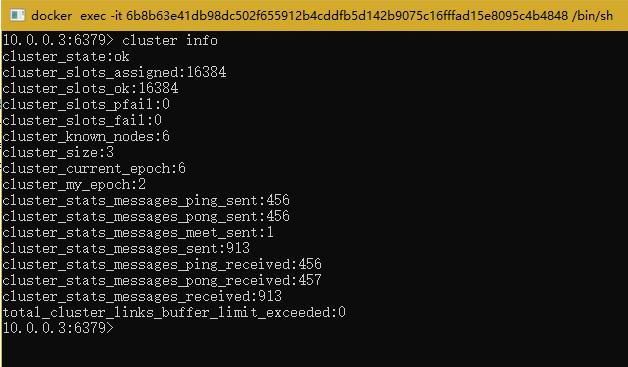 docker exec -it 6b8b63e41db98dc502f655912b4cddfb5d142b9075c16fffad15e8095c4b4848 /bin/sh
10.0.0.3:6379> cluster info
cluster_state:ok
cluster_slots_assigned:16384
cluster_slots_ok:16384
cluster_slots_pfail:0
cluster_slots_fail:0
cluster_known_nodes:6
cluster_size:3
cluster_current_epoch:6
cluster_my_epoch:2
cluster_stats_messages_ping_sent:456
cluster_stats_messages_pong_sent:456
cluster_stats_messages_meet_sent:1
cluster_stats_messages_sent:913
cluster_stats_messages_ping_received:456
cluster_stats_messages_pong_received:457
cluster_stats_messages_received:913
total_cluster_links_buffer_limit_exceeded:0
10.0.0.3:6379>